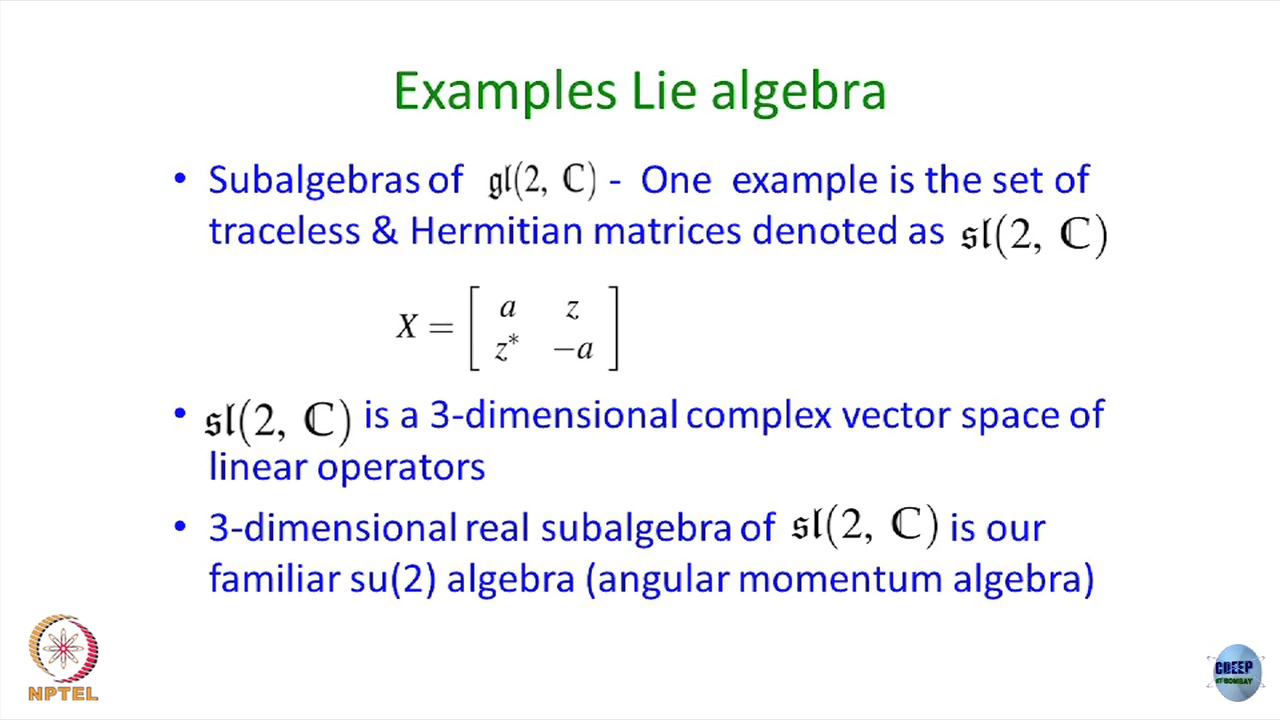 Examples Lie algebra
• Subalgebras of 𝔤𝔩(2, ℂ) - One example is the set of
traceless & Hermitian matrices denoted as 𝔰𝔩(2, ℂ)
X = [ a z
z* −a ]
• 𝔰𝔩(2, ℂ) is a 3-dimensional complex vector space of
linear operators
• 3-dimensional real subalgebra of 𝔰𝔩(2, ℂ) is our
familiar su(2) algebra (angular momentum algebra)
NPTEL
CDEEP
IIT BOMBAY